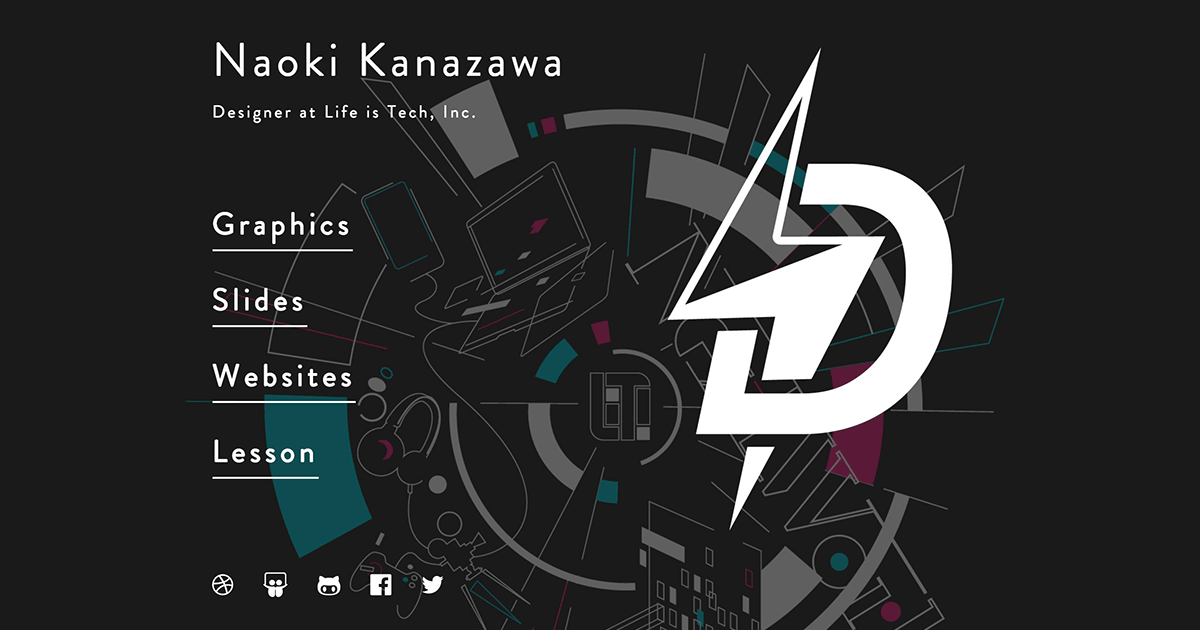 Naoki Kanazawa
Designer at Life is Tech, Inc.
Graphics
Slides
Websites
Lesson